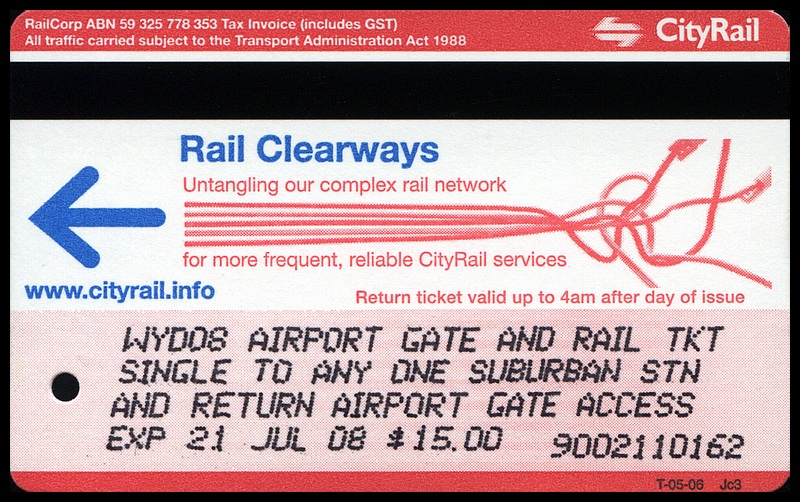 RailCorp ABN 59 325 778 353 Tax Invoice (includes GST)
All traffic carried subject to the Transport Administration Act 1988
CityRail
Rail Clearways
Untangling our complex rail network
for more frequent, reliable CityRail services
www.cityrail.info
Return ticket valid up to 4am after day of issue
WYD08 AIRPORT GATE AND RAIL TKT
SINGLE TO ANY ONE SUBURBAN STN
AND RETURN AIRPORT GATE ACCESS
EXP 21 JUL 08 $15.00 9002110162
T-05-06 Jc3